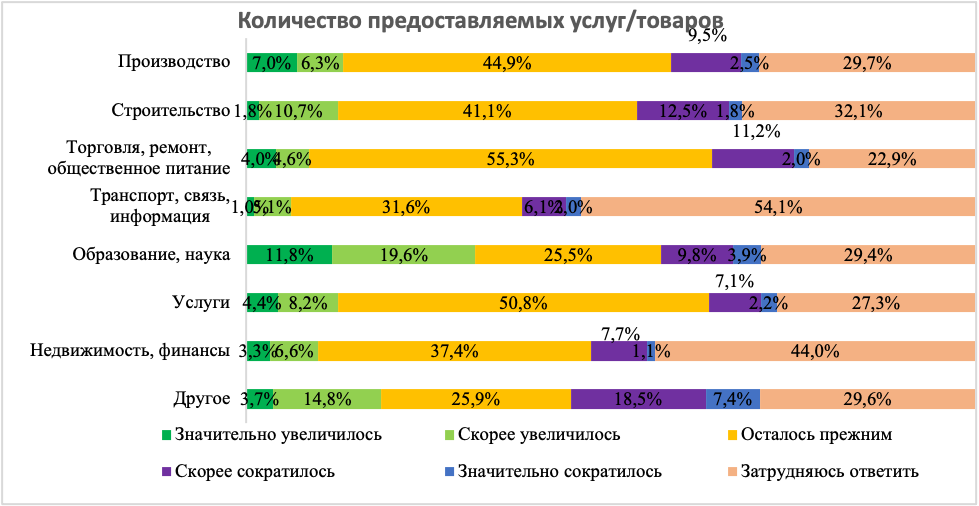 Количество предоставляемых услуг/товаров
9,5%
Производство 7,0% 6,3% 44,9% 2,5% 29,7%
Строительство 1,8% 10,7% 41,1% 12,5% 1,8% 32,1%
11,2%
Торговля, ремонт,
общественное питание 4,0% 4,6% 55,3% 2,0% 22,9%
Транспорт, связь,
информация 1,0% 5,1% 31,6% 6,1% 2,0% 54,1%
Образование, наука 11,8% 19,6% 25,5% 9,8% 3,9% 29,4%
7,1%
Услуги 4,4% 8,2% 50,8% 2,2% 27,3%
7,7%
Недвижимость, финансы 3,3% 6,6% 37,4% 1,1% 44,0%
Другое 3,7% 14,8% 25,9% 18,5% 7,4% 29,6%
Значительно увеличилось Скорее увеличилось Осталось прежним
Скорее сократилось Значительно сократилось Затрудняюсь ответить